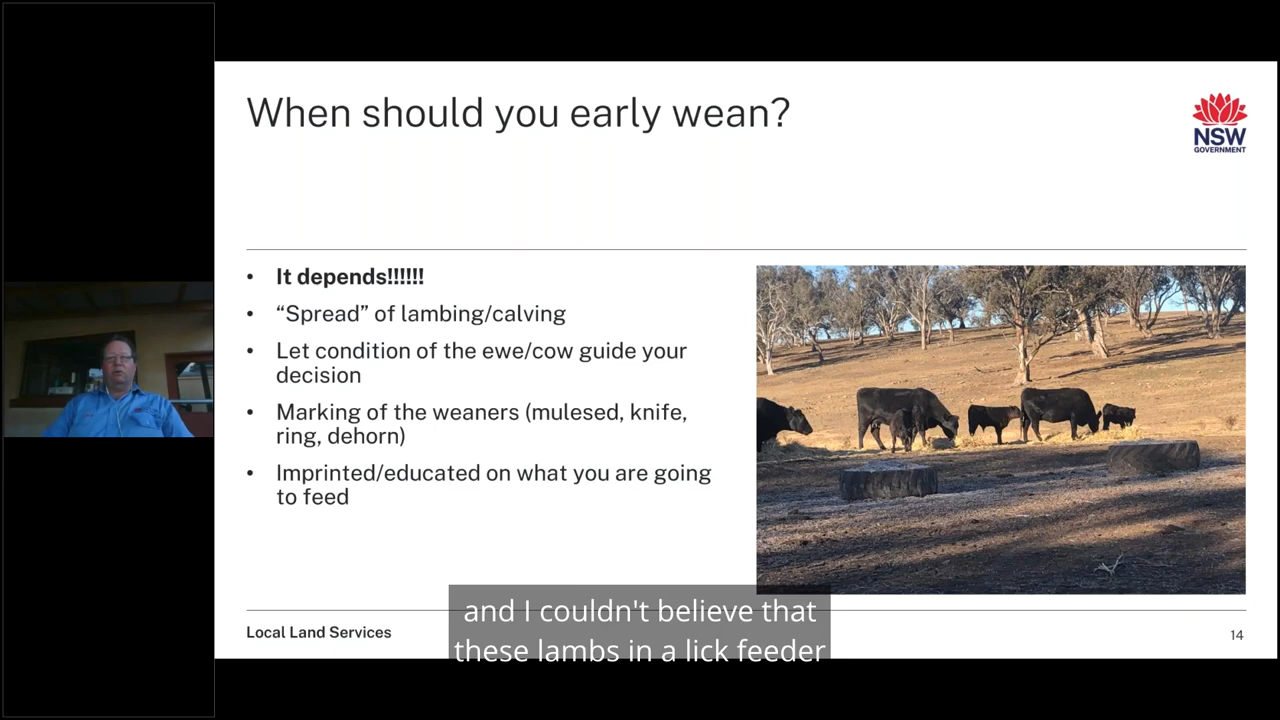 When should you early wean?
NSW
GOVERNMENT
• It depends!!!!!!
• “Spread” of lambing/calving
• Let condition of the ewe/cow guide your
decision
• Marking of the weaners (mulesed, knife,
ring, dehorn)
• Imprinted/educated on what you are going
to feed
and I couldn't believe that
these lambs in a lick feeder
Local Land Services
14